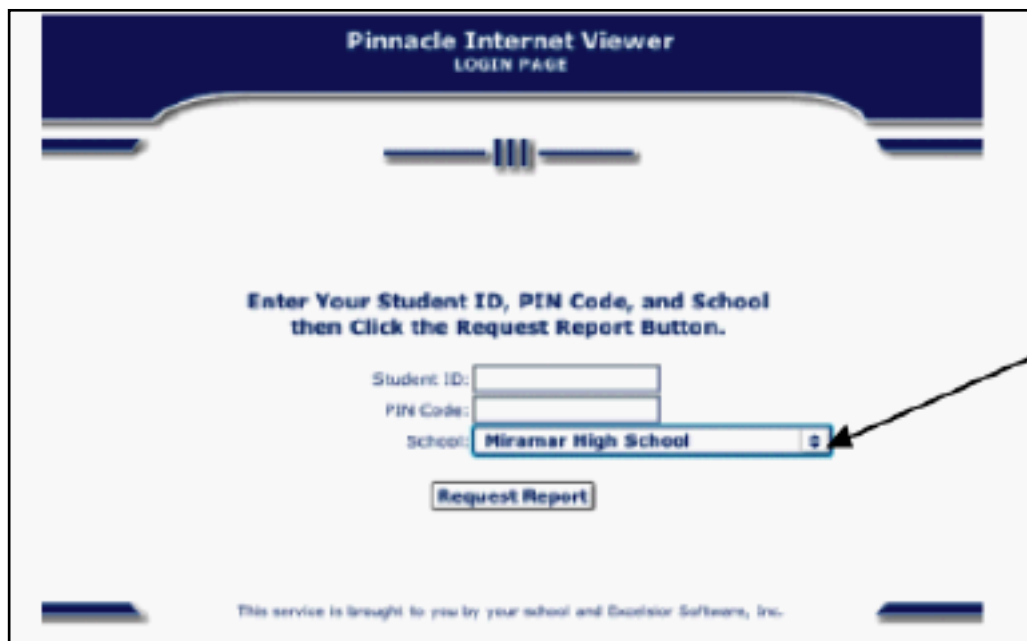 Pinnacle Internet Viewer
LOGIN PAGE
Enter Your Student ID, PIN Code, and School
then Click the Request Report Button.
Student ID:
PIN Code:
School: Miramar High School
Request Report
This service is brought to you by your school and Excelsior Software, Inc.